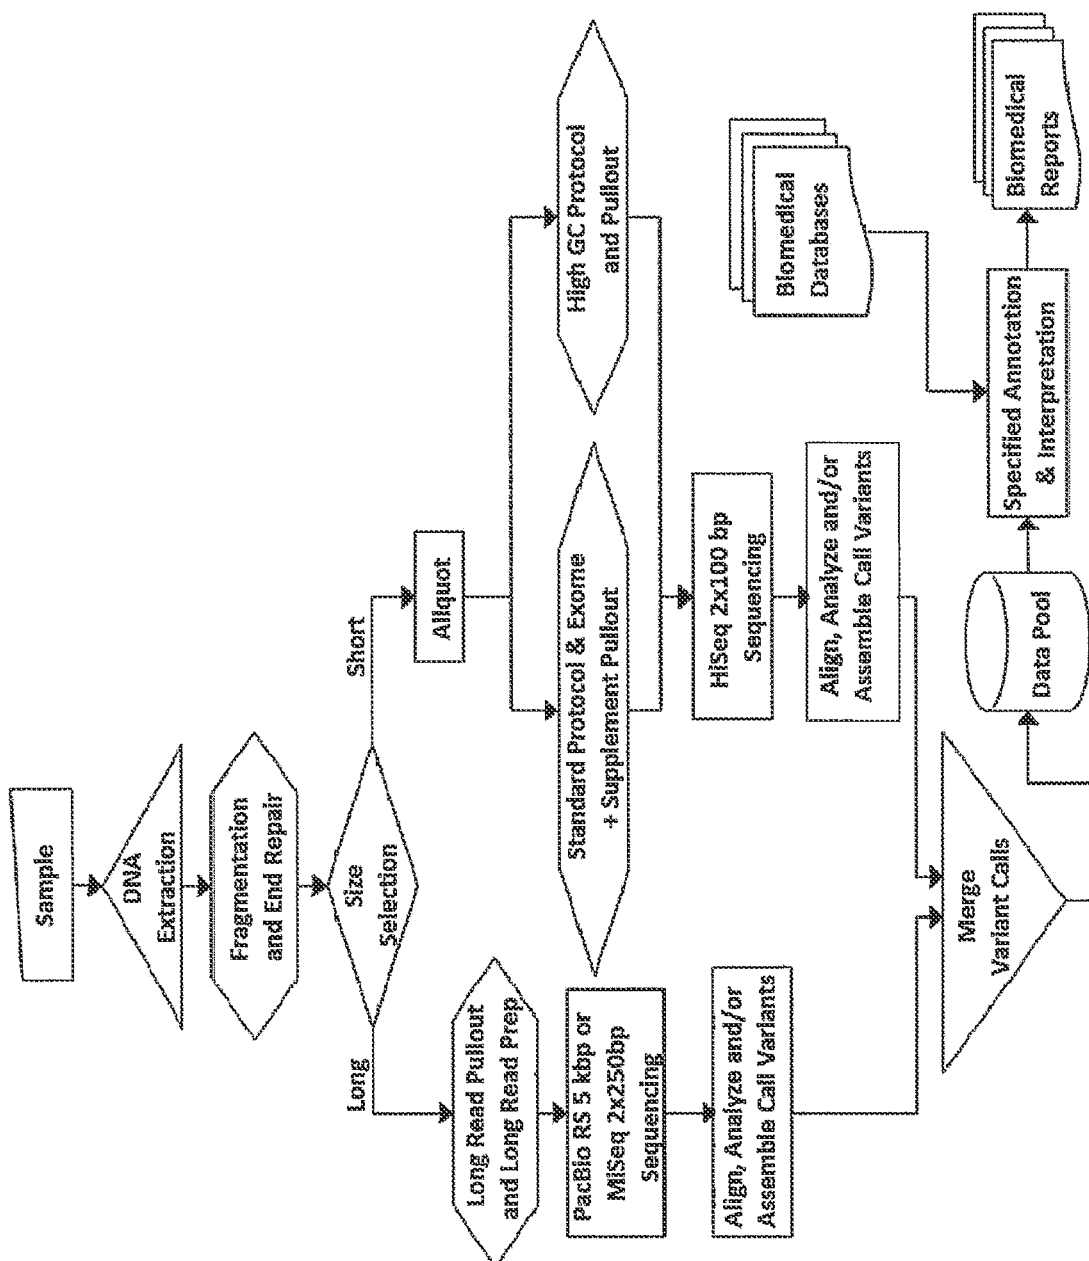 Sample
DNA
Extraction
Fragmentation
and End Repair
Size
Selection
Long
Short
Long Read Pullout
and Long Read Prep
PacBio RS 5 kbp or
MiSeq 2x250bp
Sequencing
Align, Analyze and/or
Assemble Call Variants
Aliquot
Standard Protocol & Exome
+ Supplement Pullout
High GC Protocol
and Pullout
HiSeq 2x100 bp
Sequencing
Align, Analyze and/or
Assemble Call Variants
Merge
Variant Calls
Data Pool
Biomedical
Databases
Specified Annotation
& Interpretation
Biomedical
Reports